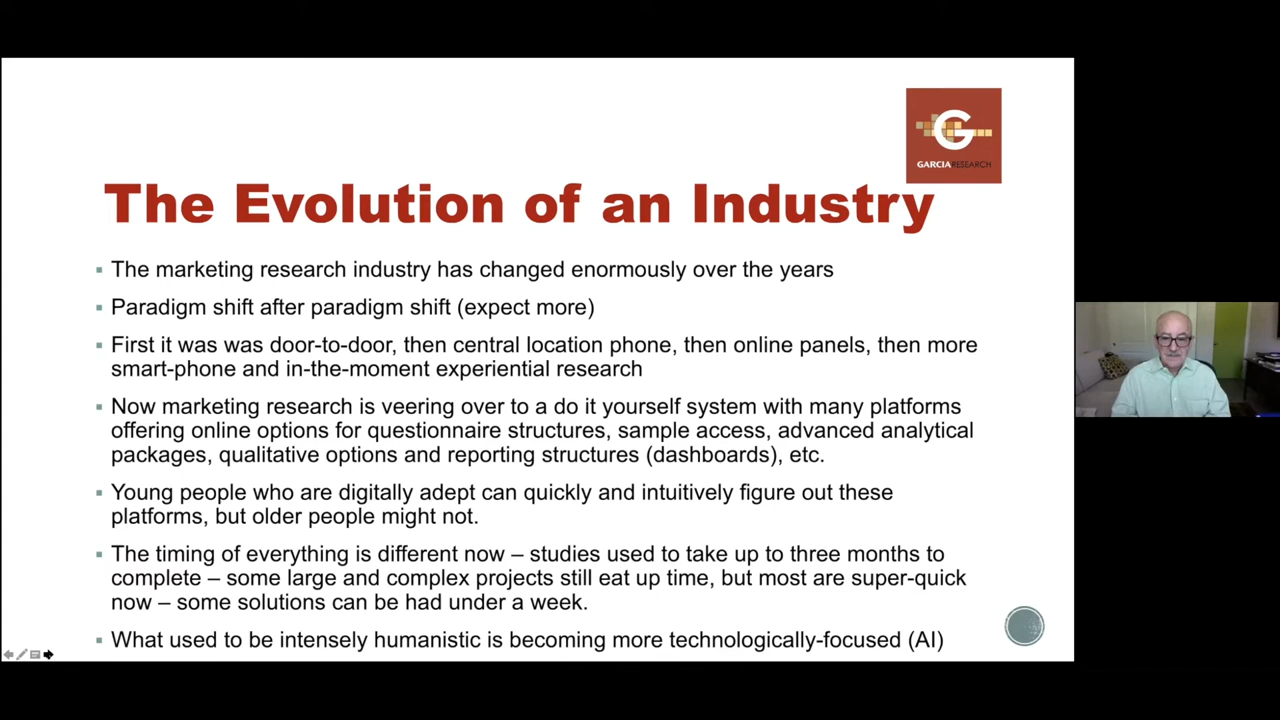 G
GARCIARESEARCH
The Evolution of an Industry
The marketing research industry has changed enormously over the years
Paradigm shift after paradigm shift (expect more)
First it was was door-to-door, then central location phone, then online panels, then more
smart-phone and in-the-moment experiential research
Now marketing research is veering over to a do it yourself system with many platforms
offering online options for questionnaire structures, sample access, advanced analytical
packages, qualitative options and reporting structures (dashboards), etc.
Young people who are digitally adept can quickly and intuitively figure out these
platforms, but older people might not.
The timing of everything is different now – studies used to take up to three months to
complete – some large and complex projects still eat up time, but most are super-quick
now – some solutions can be had under a week.
What used to be intensely humanistic is becoming more technologically-focused (AI)